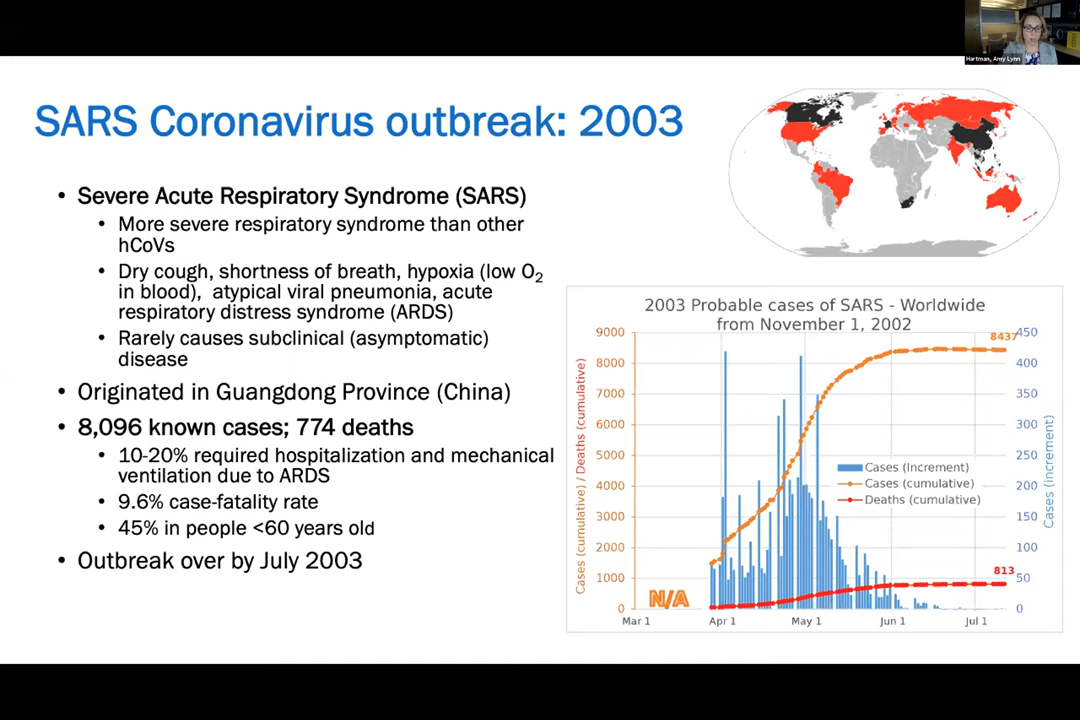 Hartman, Amy Lynn
SARS Coronavirus outbreak: 2003
• Severe Acute Respiratory Syndrome (SARS)
• More severe respiratory syndrome than other
hCoVs
• Dry cough, shortness of breath, hypoxia (low O2
in blood), atypical viral pneumonia, acute
respiratory distress syndrome (ARDS)
• Rarely causes subclinical (asymptomatic)
disease
• Originated in Guangdong Province (China)
• 8,096 known cases; 774 deaths
• 10-20% required hospitalization and mechanical
ventilation due to ARDS
• 9.6% case-fatality rate
• 45% in people <60 years old
• Outbreak over by July 2003
2003 Probable cases of SARS - Worldwide
from November 1, 2002
Cases (cumulative) / Deaths (cumulative)
9000
8000
7000
6000
5000
4000
3000
2000
1000
0
8437
813
N/A
Cases (Increment)
Cases (cumulative)
Deaths (cumulative)
450
400
350
300
250
200
150
100
50
0
Cases (increment)
Mar 1 Apr 1 May 1 Jun 1 Jul 1